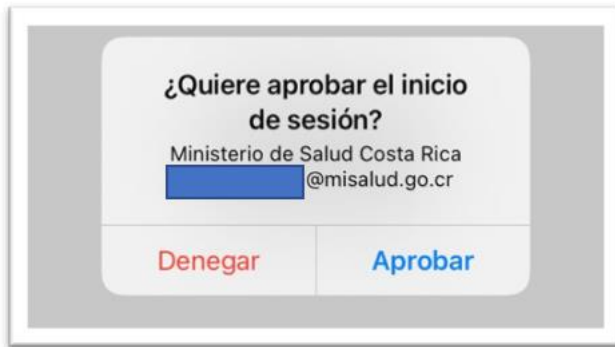 ¿Quiere aprobar el inicio
de sesión?
Ministerio de Salud Costa Rica
@misalud.go.cr
Denegar
Aprobar